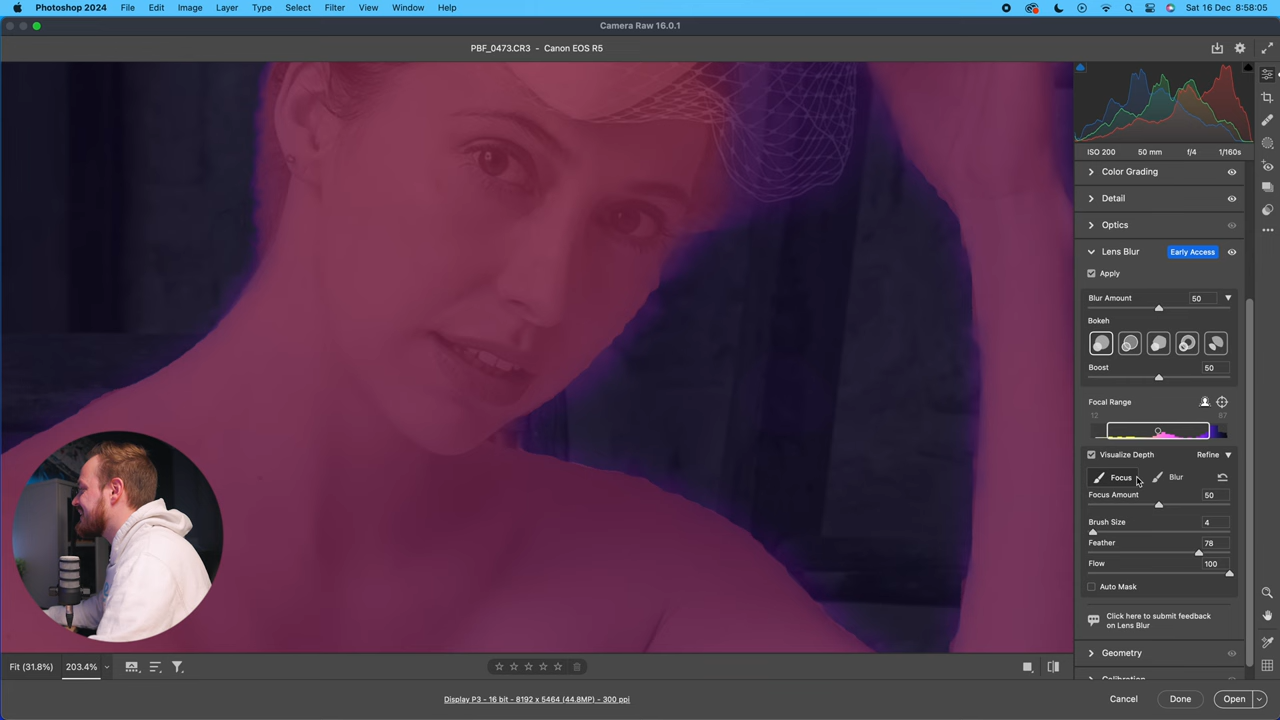 Photoshop 2024 File Edit Image Layer Type Select Filter View Window Help Sat 16 Dec 8:58:05
Camera Raw 16.0.1
PBF_0473.CR3 - Canon EOS R5
ISO 200 50 mm f/4 1/160s
Color Grading
Detail
Optics
Lens Blur Early Access
Apply
Blur Amount 50
Bokeh
Boost 50
Focal Range
12 87
Visualize Depth Refine
Focus Blur
Focus Amount 50
Brush Size 4
Feather 78
Flow 100
Auto Mask
Click here to submit feedback
on Lens Blur
Geometry
Fit (31.8%) 203.4%
Calibration
Display P3 - 16 bit - 8192 x 5464 (44.8MP) - 300 ppi
Cancel Done Open